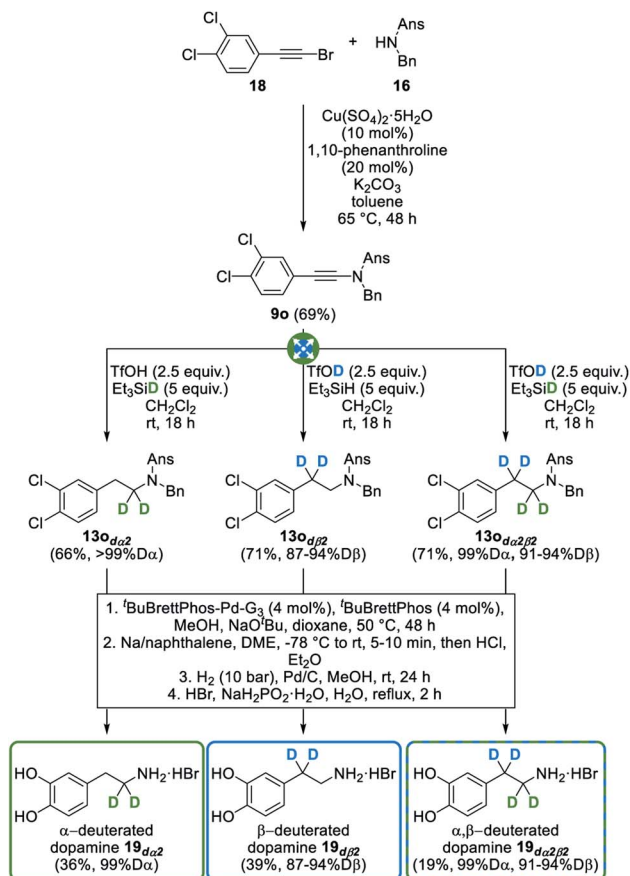 Cl
Cl
Br
18
+
Ans
HN
Bn
16
Cu(SO₄)₂·5H₂O
(10 mol%)
1,10-phenanthroline
(20 mol%)
K₂CO₃
toluene
65 °C, 48 h
Cl
Cl
Ans
N
Bn
9o (69%)
TfOH (2.5 equiv.)
Et₃SiD (5 equiv.)
CH₂Cl₂
rt, 18 h
TfOD (2.5 equiv.)
Et₃SiH (5 equiv.)
CH₂Cl₂
rt, 18 h
TfOD (2.5 equiv.)
Et₃SiD (5 equiv.)
CH₂Cl₂
rt, 18 h
Cl
Cl
Ans
N
Bn
D D
13o dα2
(66%, >99%Dα)
Cl
Cl
D D
Ans
N
Bn
13o dβ2
(71%, 87-94%Dβ)
Cl
Cl
D D
Ans
N
Bn
D D
13o dα2β2
(71%, 99%Dα, 91-94%Dβ)
1. ᵗBuBrettPhos-Pd-G₃ (4 mol%), ᵗBuBrettPhos (4 mol%),
MeOH, NaOᵗBu, dioxane, 50 °C, 48 h
2. Na/naphthalene, DME, -78 °C to rt, 5-10 min, then HCl,
Et₂O
3. H₂ (10 bar), Pd/C, MeOH, rt, 24 h
4. HBr, NaH₂PO₂·H₂O, H₂O, reflux, 2 h
HO
HO
NH₂·HBr
D D
α-deuterated
dopamine 19dα2
(36%, 99%Dα)
HO
HO
D D
NH₂·HBr
β-deuterated
dopamine 19dβ2
(39%, 87-94%Dβ)
HO
HO
D D
NH₂·HBr
D D
α,β-deuterated
dopamine 19dα2β2
(19%, 99%Dα, 91-94%Dβ)